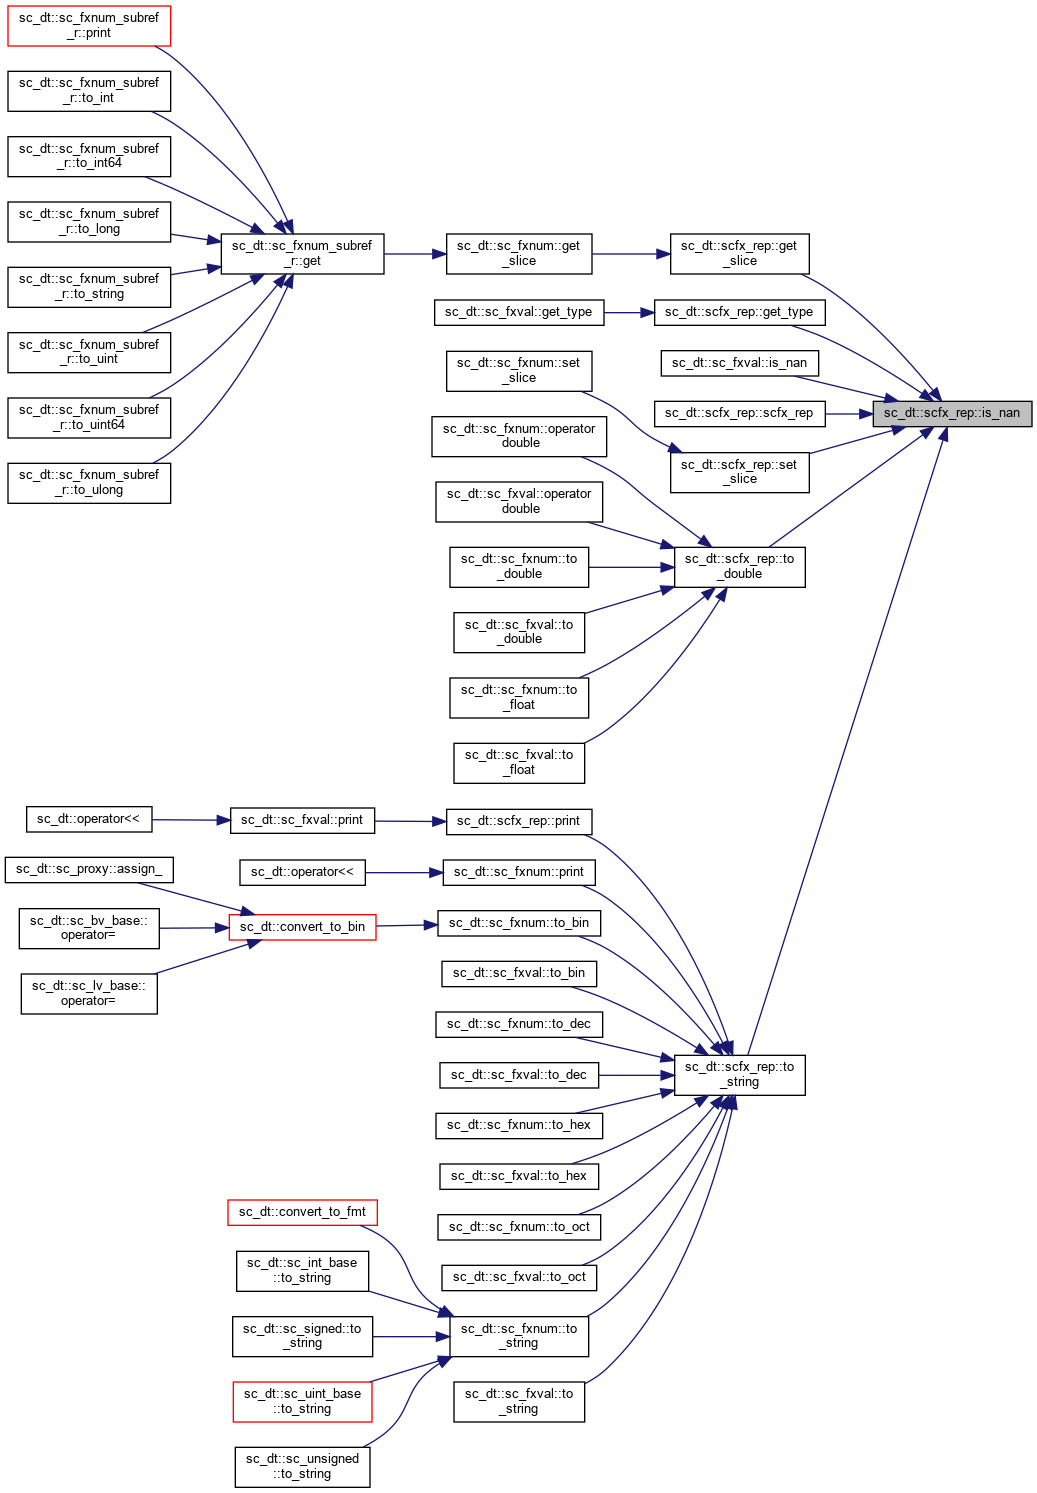 sc_dt::sc_fxnum_subref
_r::print
sc_dt::sc_fxnum_subref
_r::to_int
sc_dt::sc_fxnum_subref
_r::to_int64
sc_dt::sc_fxnum_subref
_r::to_long
sc_dt::sc_fxnum_subref
_r::to_string
sc_dt::sc_fxnum_subref
_r::to_uint
sc_dt::sc_fxnum_subref
_r::to_uint64
sc_dt::sc_fxnum_subref
_r::to_ulong
sc_dt::sc_fxnum_subref
_r::get
sc_dt::sc_fxnum::get
_slice
sc_dt::scfx_rep::get
_slice
sc_dt::sc_fxval::get_type
sc_dt::scfx_rep::get_type
sc_dt::sc_fxnum::set
_slice
sc_dt::sc_fxval::is_nan
sc_dt::scfx_rep::scfx_rep
sc_dt::scfx_rep::is_nan
sc_dt::scfx_rep::set
_slice
sc_dt::sc_fxnum::operator
double
sc_dt::sc_fxval::operator
double
sc_dt::sc_fxnum::to
_double
sc_dt::scfx_rep::to
_double
sc_dt::sc_fxval::to
_double
sc_dt::sc_fxnum::to
_float
sc_dt::sc_fxval::to
_float
sc_dt::operator<<
sc_dt::sc_fxval::print
sc_dt::scfx_rep::print
sc_dt::sc_proxy::assign_
sc_dt::operator<<
sc_dt::sc_fxnum::print
sc_dt::sc_bv_base::
operator=
sc_dt::convert_to_bin
sc_dt::sc_fxnum::to_bin
sc_dt::sc_lv_base::
operator=
sc_dt::sc_fxval::to_bin
sc_dt::sc_fxnum::to_dec
sc_dt::sc_fxval::to_dec
sc_dt::scfx_rep::to
_string
sc_dt::sc_fxnum::to_hex
sc_dt::sc_fxval::to_hex
sc_dt::sc_fxnum::to_oct
sc_dt::sc_fxval::to_oct
sc_dt::convert_to_fmt
sc_dt::sc_int_base
::to_string
sc_dt::sc_signed::to
_string
sc_dt::sc_fxnum::to
_string
sc_dt::sc_uint_base
::to_string
sc_dt::sc_fxval::to
_string
sc_dt::sc_unsigned
::to_string